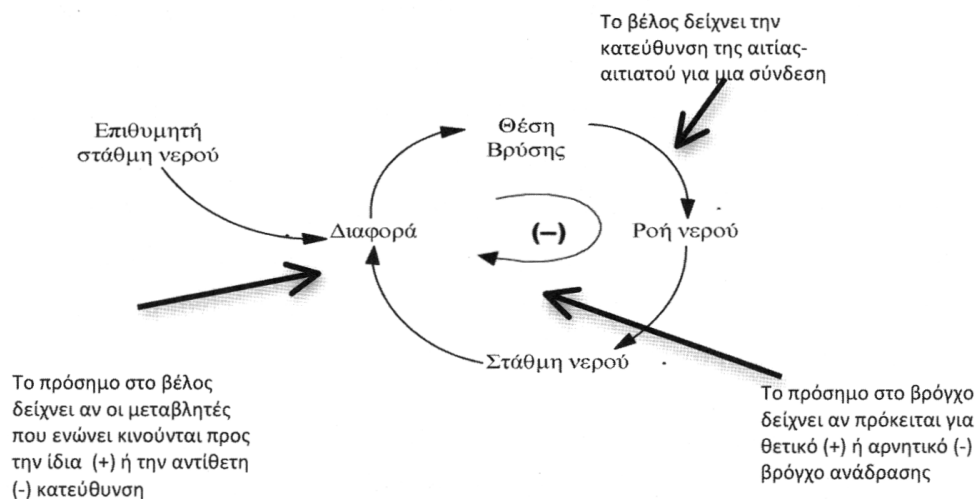 Το βέλος δείχνει την
κατεύθυνση της αιτίας-
αιτιατού για μια σύνδεση
Επιθυμητή
στάθμη νερού
Θέση
Βρύσης
Διαφορά
(−)
Ροή νερού
Στάθμη νερού
Το πρόσημο στο βέλος
δείχνει αν οι μεταβλητές
που ενώνει κινούνται προς
την ίδια (+) ή την αντίθετη
(-) κατεύθυνση
Το πρόσημο στο βρόγχο
δείχνει αν πρόκειται για
θετικό (+) ή αρνητικό (-)
βρόγχο ανάδρασης